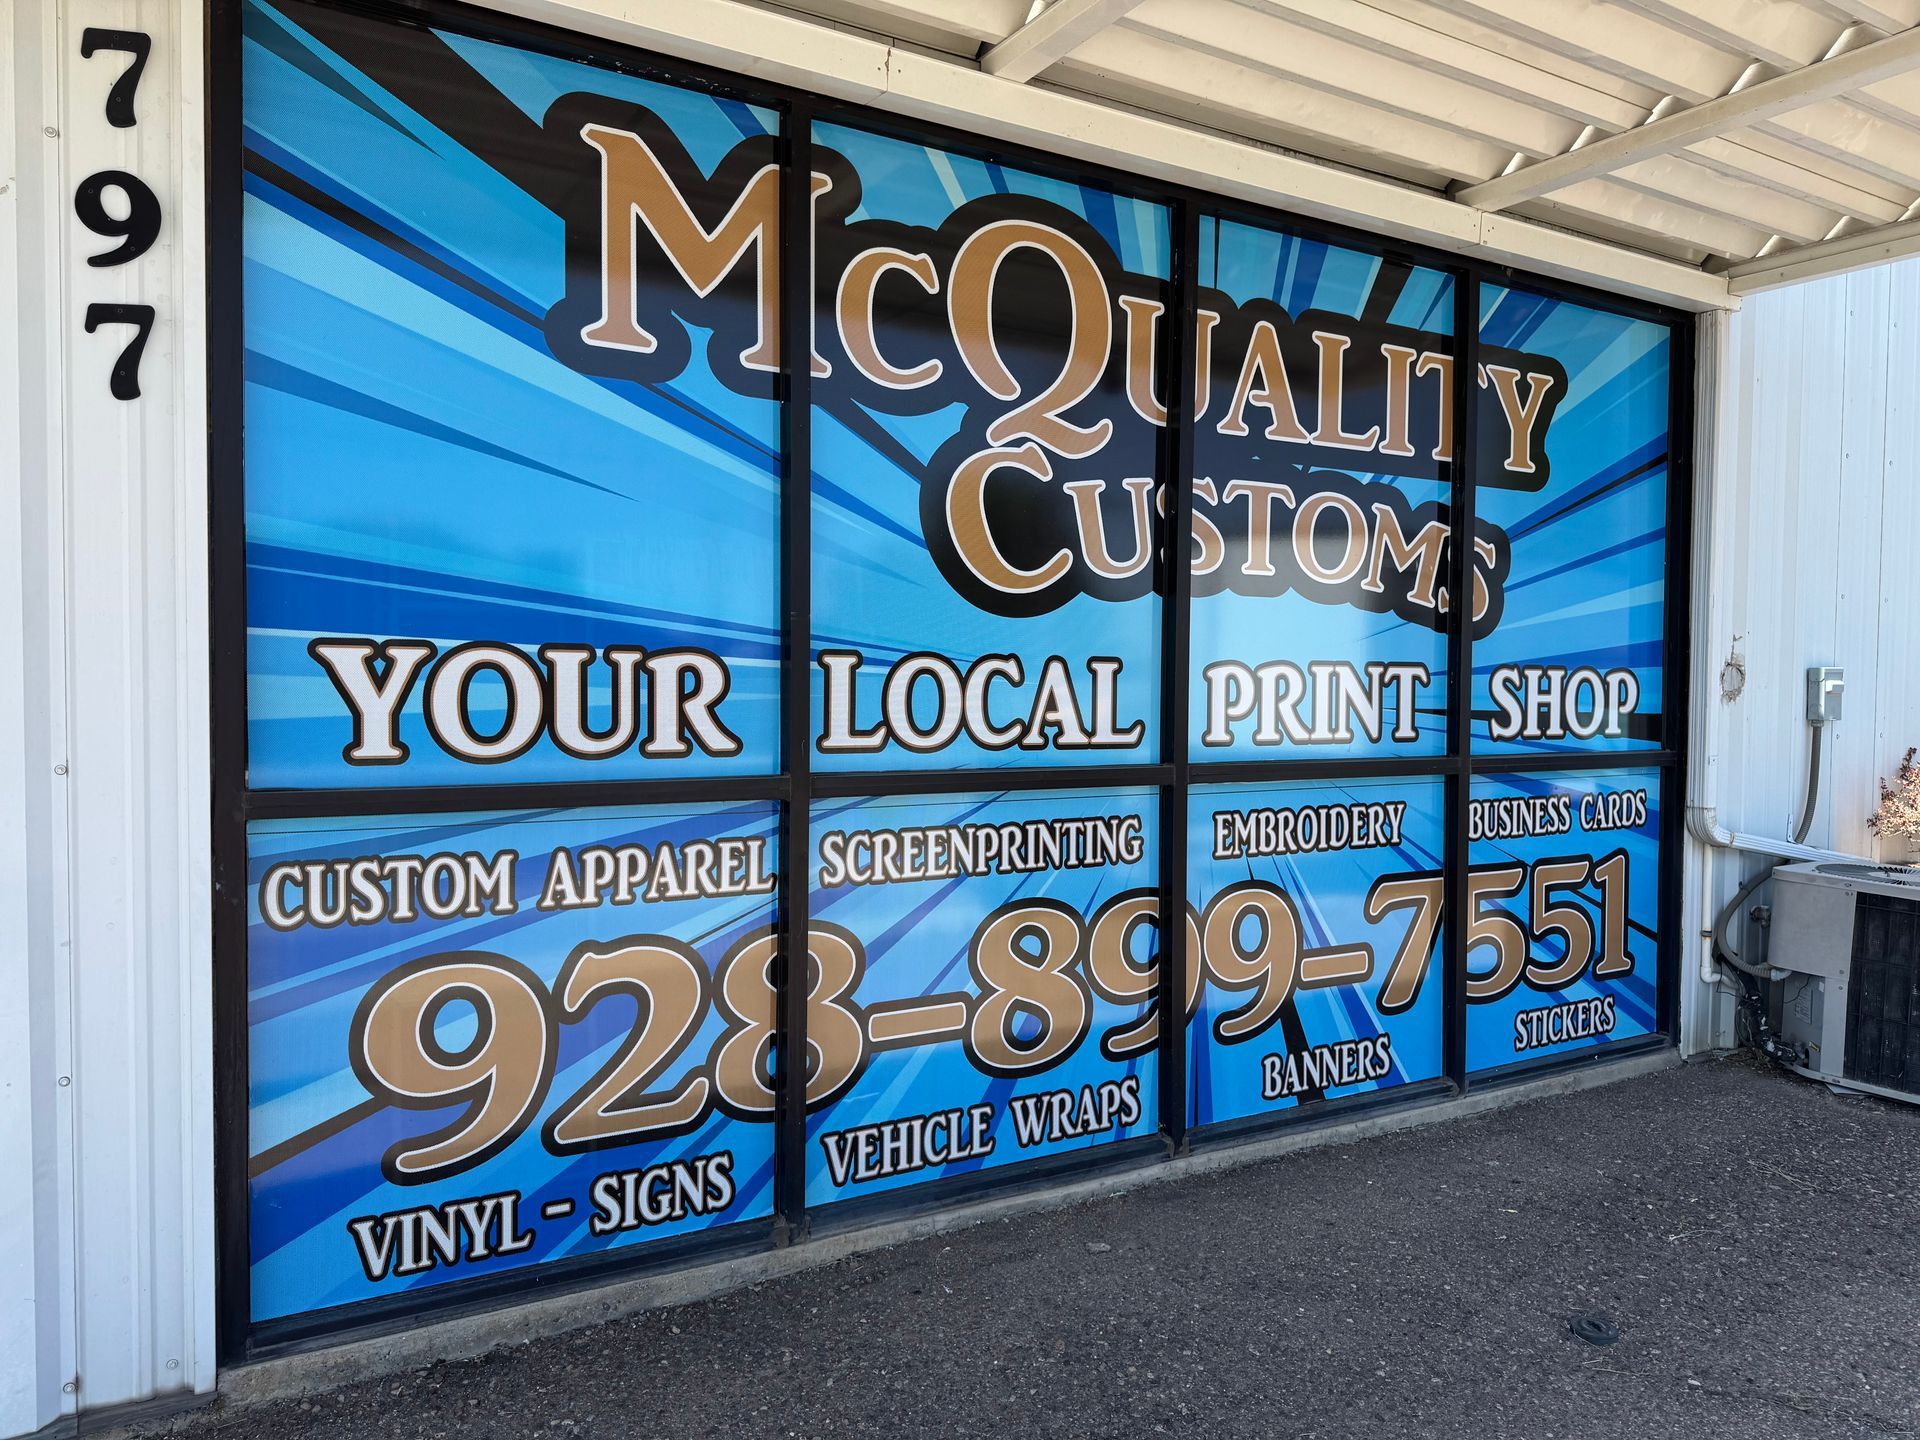 797
McQuality
Customs
YOUR LOCAL PRINT SHOP
CUSTOM APPAREL SCREENPRINTING EMBROIDERY BUSINESS CARDS
928-899-7551
VINYL - SIGNS VEHICLE WRAPS BANNERS STICKERS